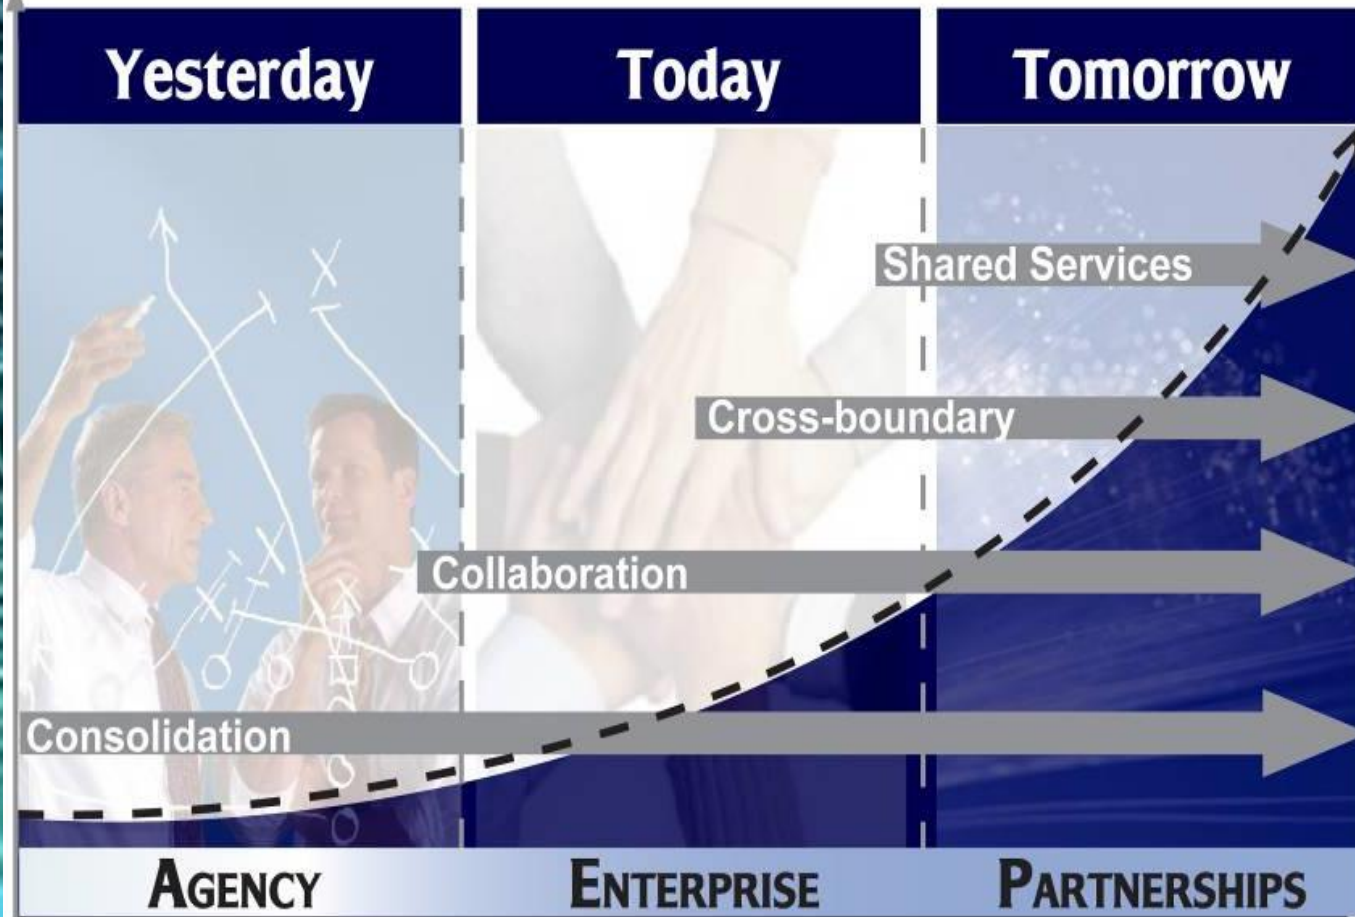 Yesterday
Today
Tomorrow
Shared Services
Cross-boundary
Collaboration
Consolidation
AGENCY
ENTERPRISE
PARTNERSHIPS